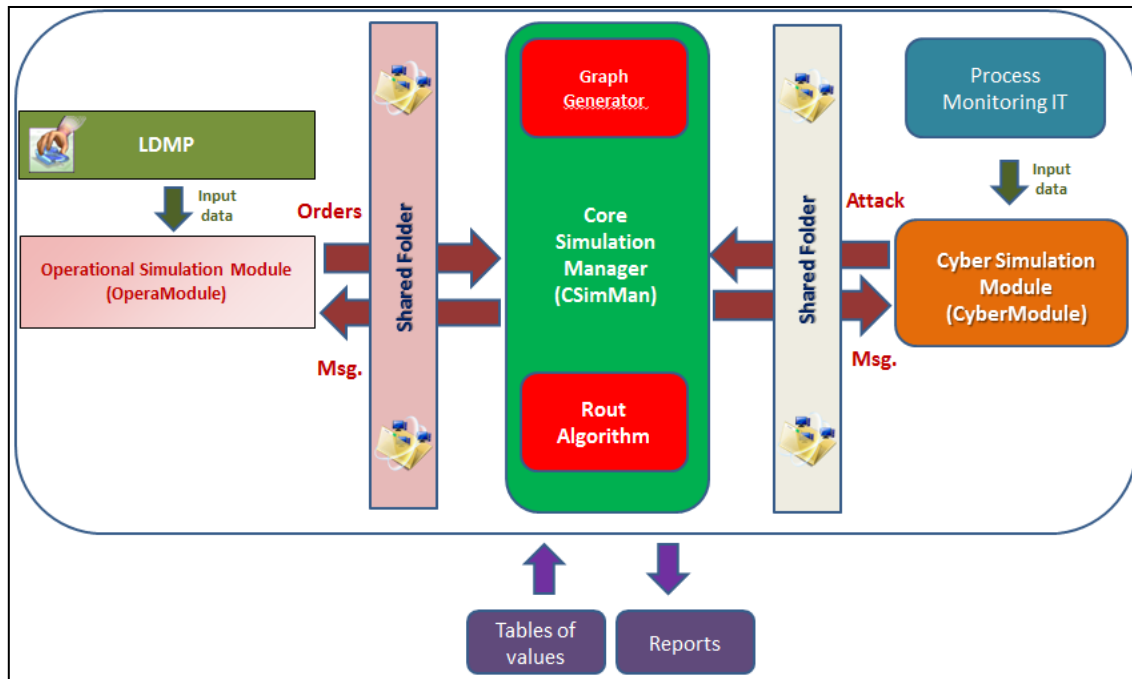 LDMP
Input
data
Operational Simulation Module
(OperaModule)
Orders
Msg.
Shared Folder
Graph
Generator
Core
Simulation
Manager
(CSimMan)
Rout
Algorithm
Shared Folder
Attack
Msg.
Process
Monitoring IT
Input
data
Cyber Simulation
Module
(CyberModule)
Tables of
values
Reports